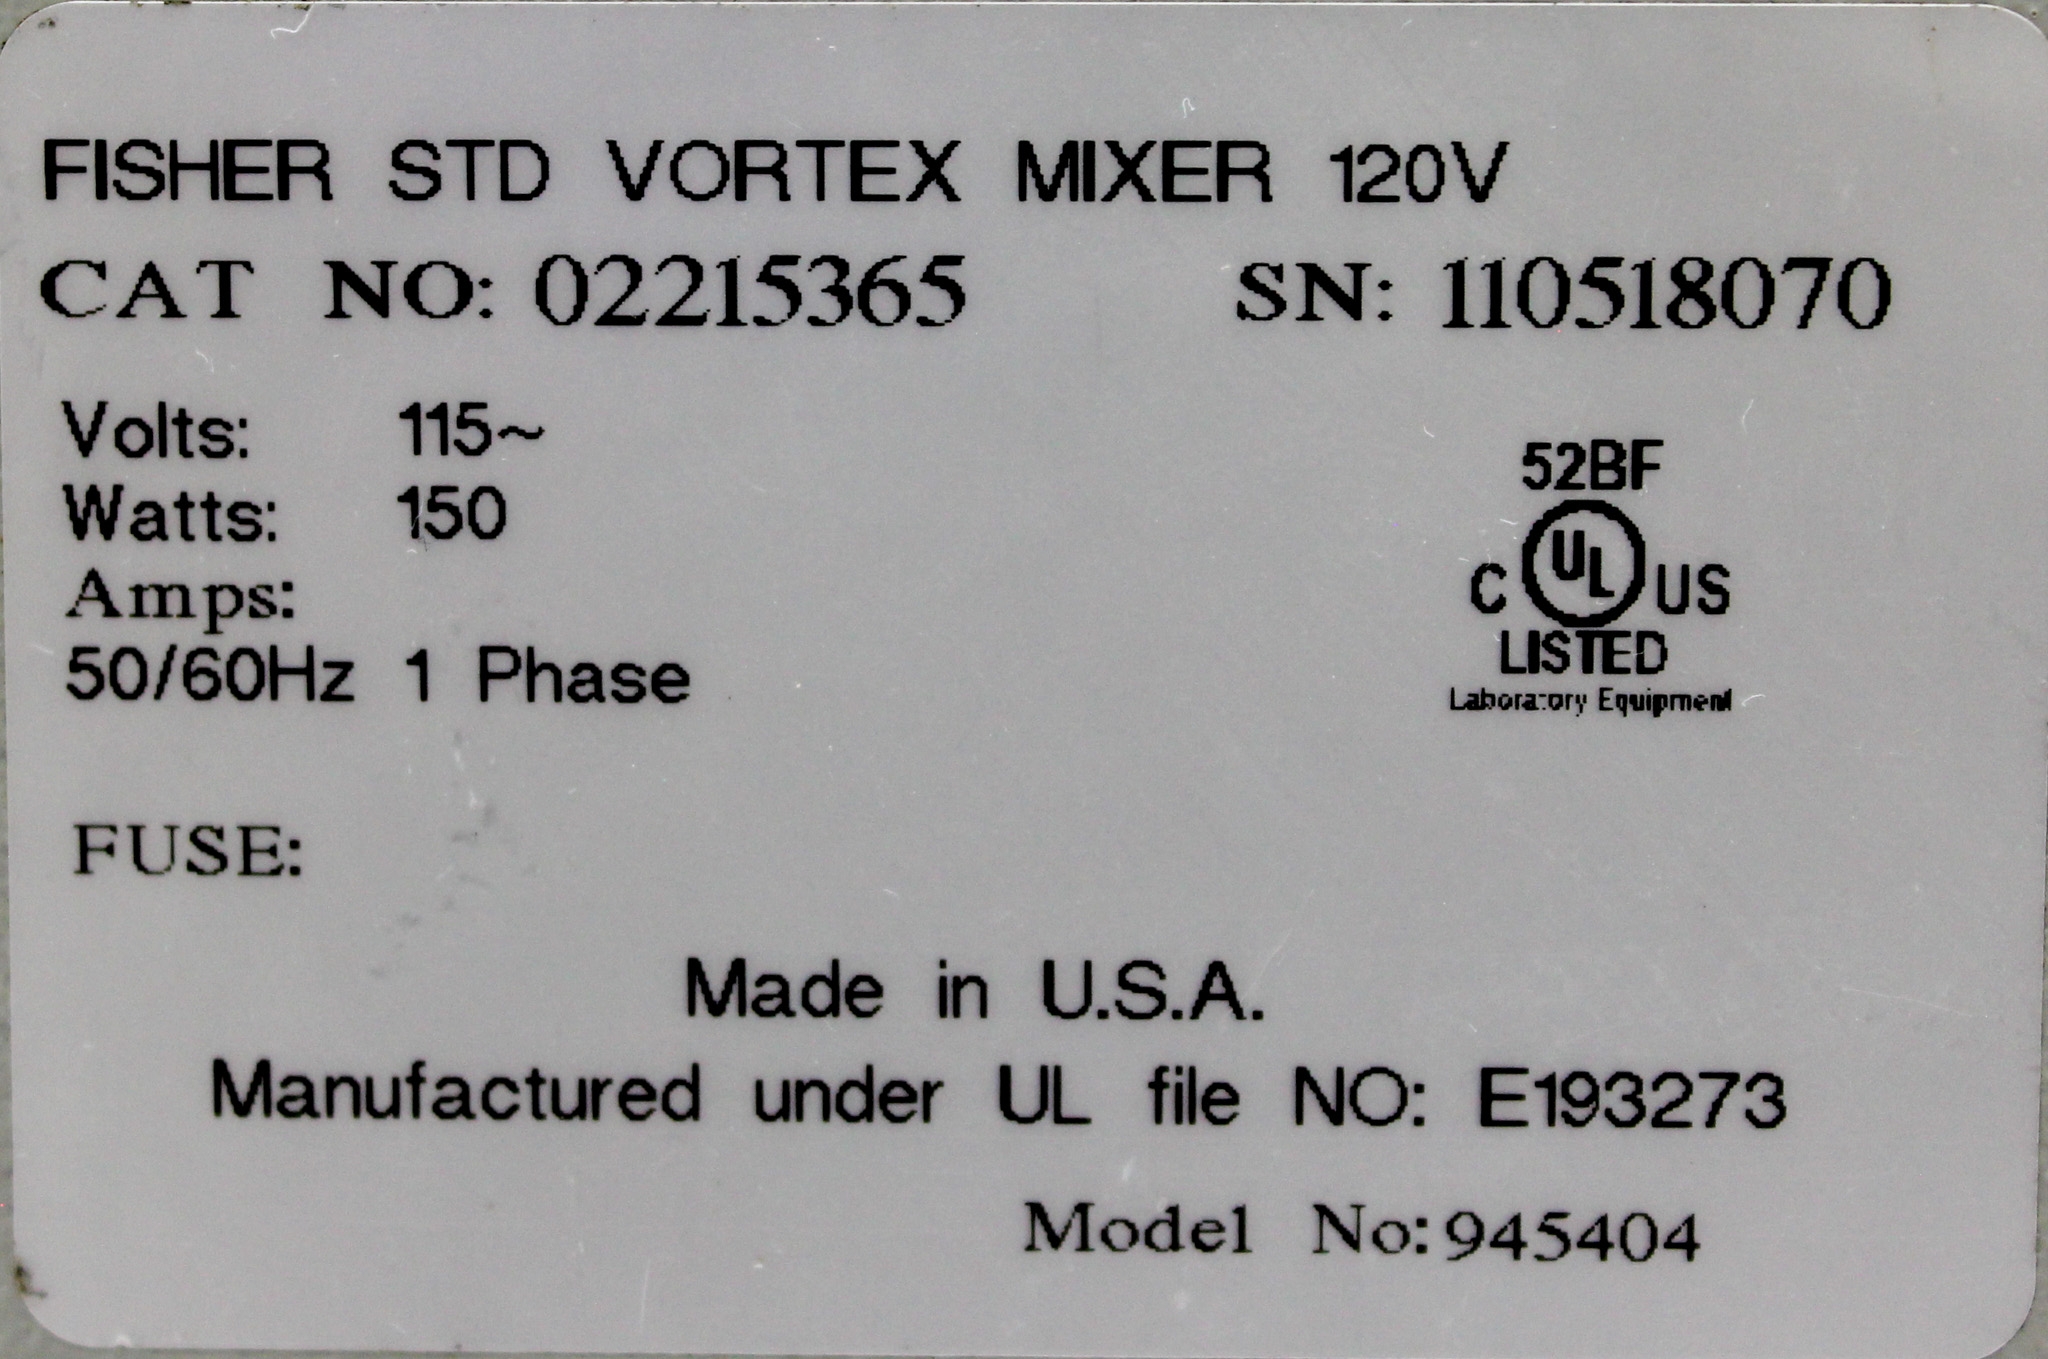 FISHER STD VORTEX MIXER 120V
CAT NO: 02215365 SN: 110518070
Volts: 115~
Watts: 150
Amps:
50/60Hz 1 Phase
52BF
C UL US
LISTED
Laboratory Equipment
FUSE:
Made in U.S.A.
Manufactured under UL file NO: E193273
Model No: 945404